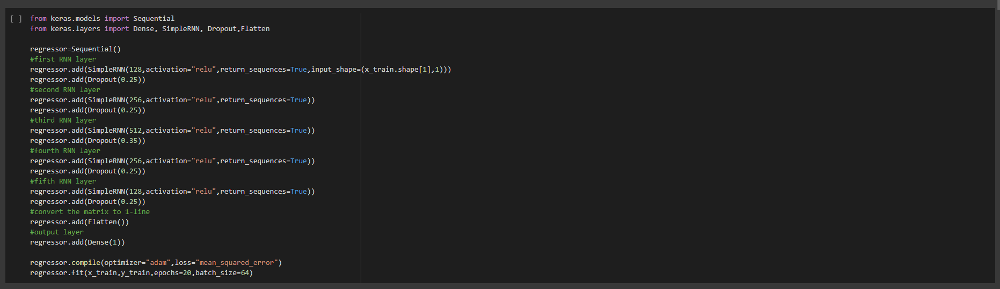 [ ] from keras.models import Sequential
from keras.layers import Dense, SimpleRNN, Dropout,Flatten
regressor=Sequential()
#first RNN layer
regressor.add(SimpleRNN(128,activation="relu",return_sequences=True,input_shape=(x_train.shape[1],1)))
regressor.add(Dropout(0.25))
#second RNN layer
regressor.add(SimpleRNN(256,activation="relu",return_sequences=True))
regressor.add(Dropout(0.25))
#third RNN layer
regressor.add(SimpleRNN(512,activation="relu",return_sequences=True))
regressor.add(Dropout(0.35))
#fourth RNN layer
regressor.add(SimpleRNN(256,activation="relu",return_sequences=True))
regressor.add(Dropout(0.25))
#fifth RNN layer
regressor.add(SimpleRNN(128,activation="relu",return_sequences=True))
regressor.add(Dropout(0.25))
#convert the matrix to 1-line
regressor.add(Flatten())
#output layer
regressor.add(Dense(1))
regressor.compile(optimizer="adam",loss="mean_squared_error")
regressor.fit(x_train,y_train,epochs=20,batch_size=64)